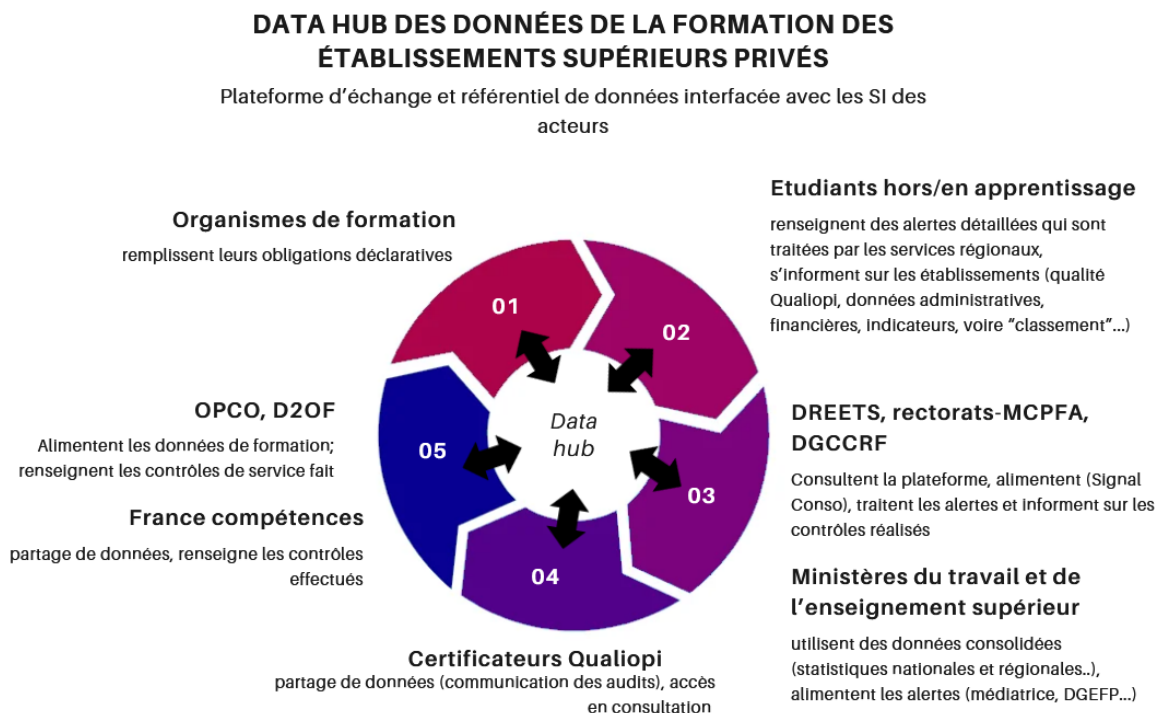 DATA HUB DES DONNÉES DE LA FORMATION DES
ÉTABLISSEMENTS SUPÉRIEURS PRIVÉS
Plateforme d'échange et référentiel de données interfacée avec les SI des
acteurs
Organismes de formation
remplissent leurs obligations déclaratives
01
Etudiants hors/en apprentissage
renseignent des alertes détaillées qui sont
traitées par les services régionaux,
s'informent sur les établissements (qualité
Qualiopi, données administratives,
financières, indicateurs, voire “classement”...)
02
DREETS, rectorats-MCPFA,
DGCCRF
Consultent la plateforme, alimentent (Signal
Conso), traitent les alertes et informent sur les
contrôles réalisés
03
Ministères du travail et de
l'enseignement supérieur
utilisent des données consolidées
(statistiques nationales et régionales..),
alimentent les alertes (médiatrice, DGEFP...)
04
Certificateurs Qualiopi
partage de données (communication des audits), accès
en consultation
OPCO, D2OF
Alimentent les données de formation;
renseignent les contrôles de service fait
05
France compétences
partage de données, renseigne les contrôles
effectués
Data
hub